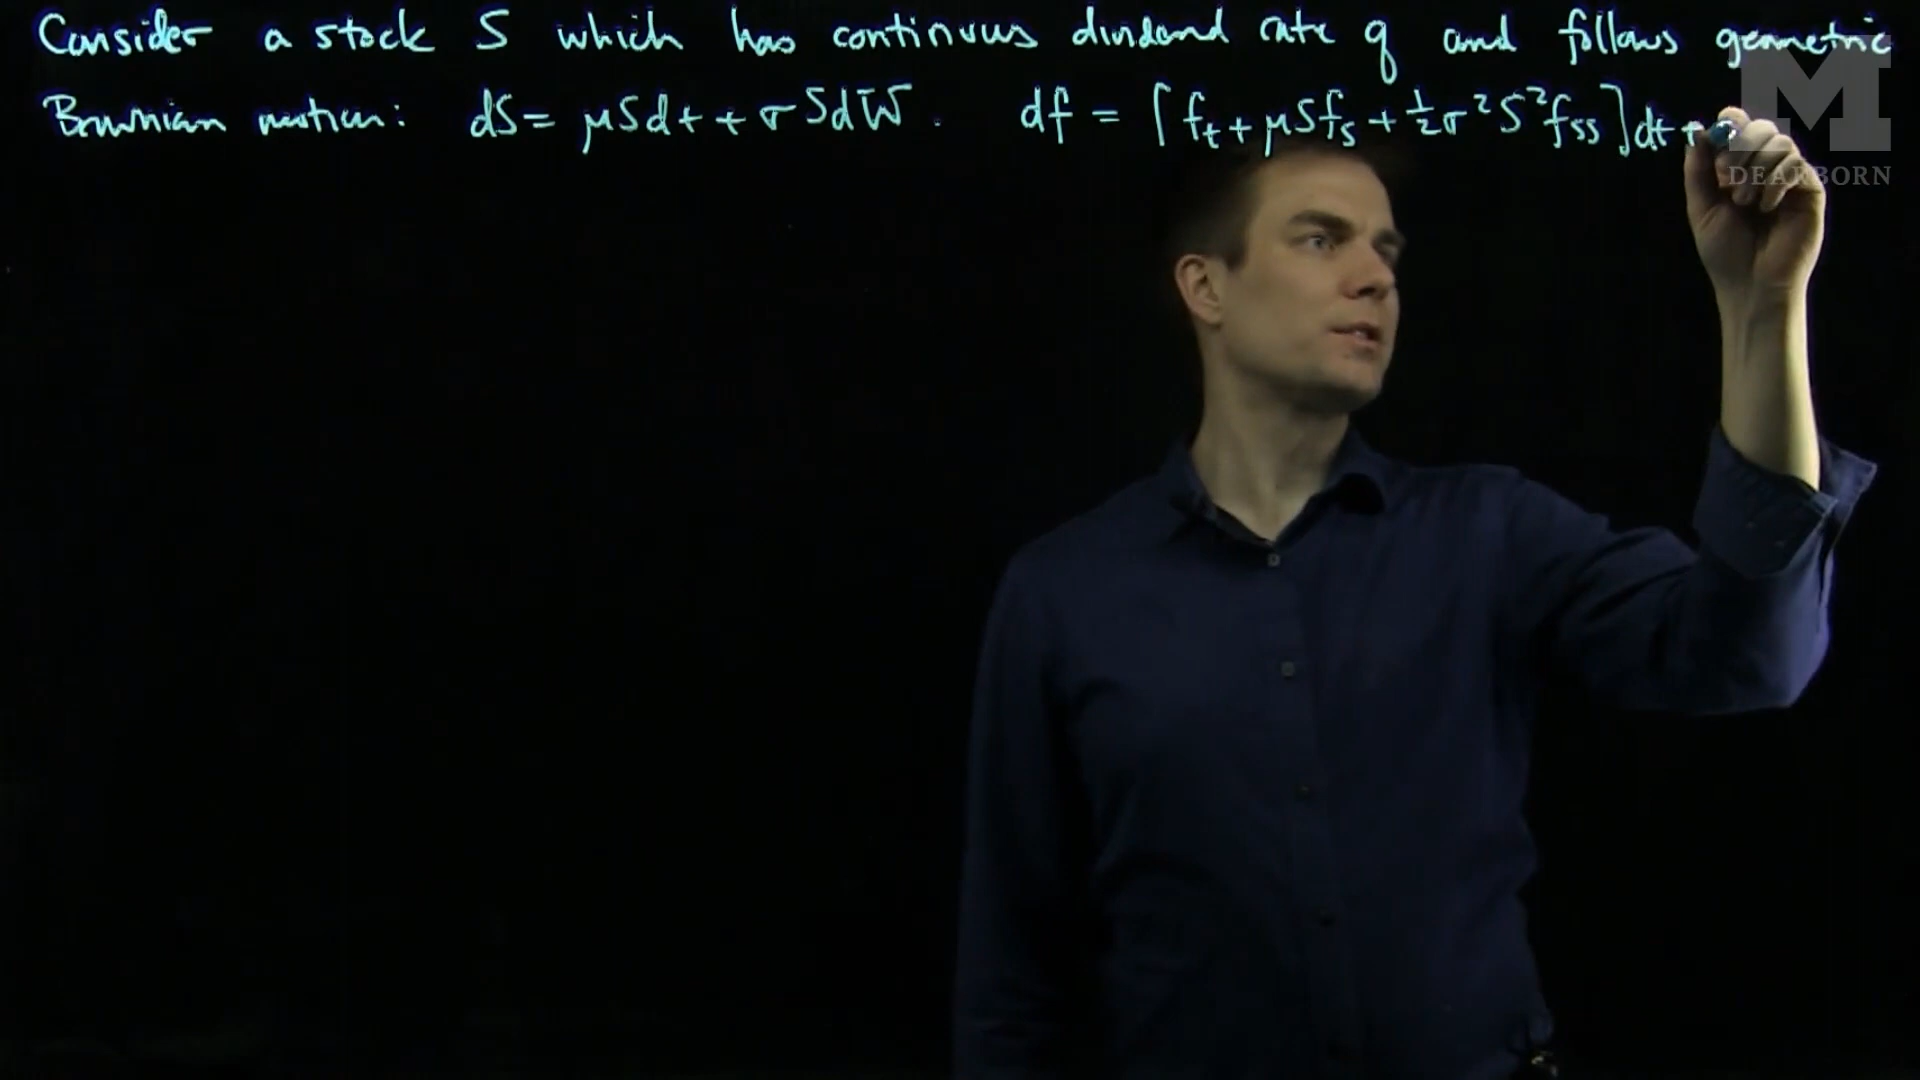 Consider a stock S which has continuous dividend rate q and follows geometric
Brownian motion: dS = μSdt + σSdW. df = [f_t + μSf_s + ½σ²S²f_ss]dt +
M
DEARBORN